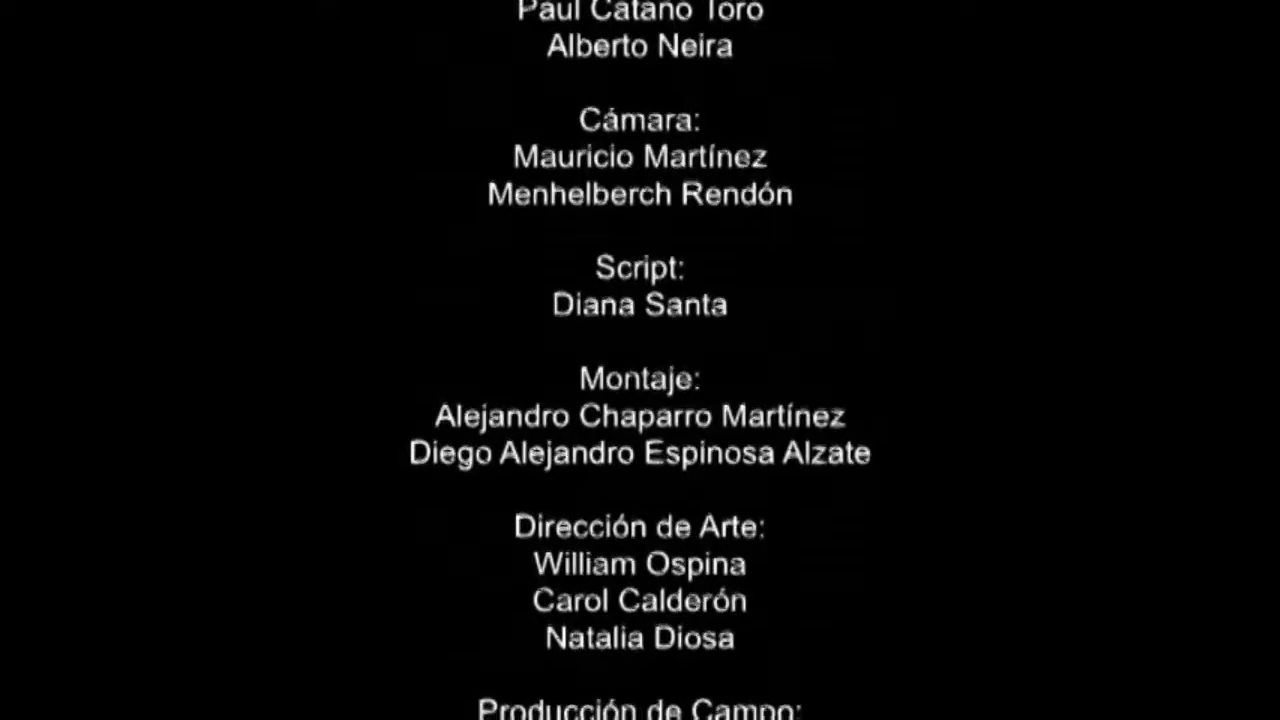 Paul Cataño Toro
Alberto Neira
Cámara:
Mauricio Martínez
Menhelberch Rendón
Script:
Diana Santa
Montaje:
Alejandro Chaparro Martínez
Diego Alejandro Espinosa Alzate
Dirección de Arte:
William Ospina
Carol Calderón
Natalia Diosa
Producción de Campo: